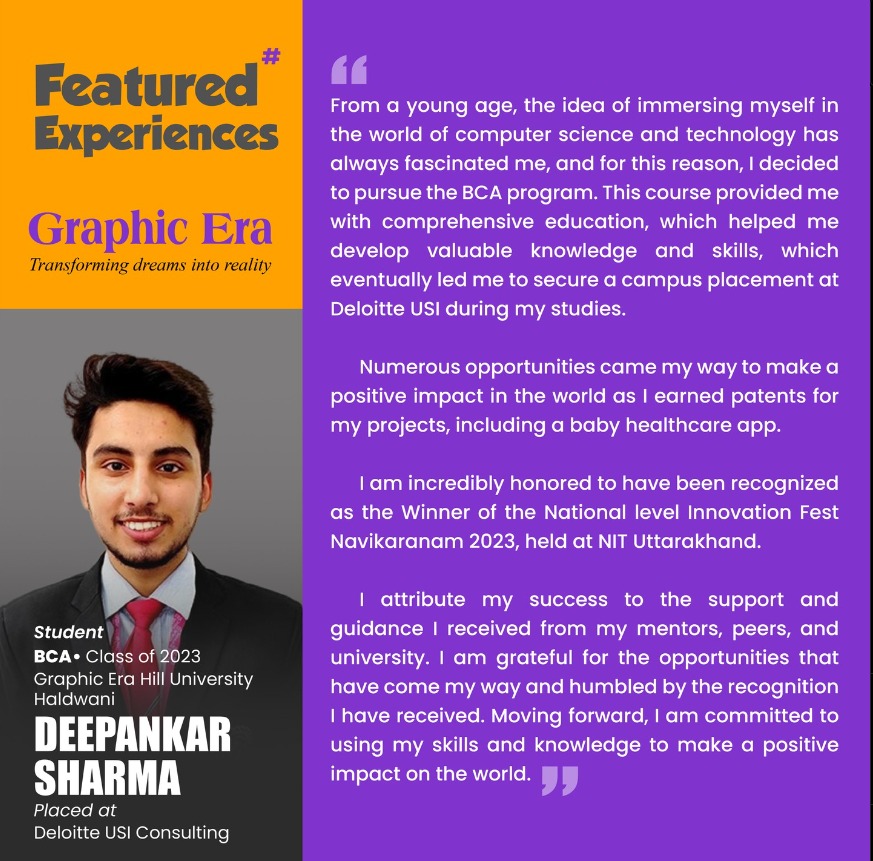 Featured#
Experiences
Graphic Era
Transforming dreams into reality
Student
BCA• Class of 2023
Graphic Era Hill University
Haldwani
DEEPANKAR
SHARMA
Placed at
Deloitte USI Consulting
“
From a young age, the idea of immersing myself in
the world of computer science and technology has
always fascinated me, and for this reason, I decided
to pursue the BCA program. This course provided me
with comprehensive education, which helped me
develop valuable knowledge and skills, which
eventually led me to secure a campus placement at
Deloitte USI during my studies.
Numerous opportunities came my way to make a
positive impact in the world as I earned patents for
my projects, including a baby healthcare app.
I am incredibly honored to have been recognized
as the Winner of the National level Innovation Fest
Navikaranam 2023, held at NIT Uttarakhand.
I attribute my success to the support and
guidance I received from my mentors, peers, and
university. I am grateful for the opportunities that
have come my way and humbled by the recognition
I have received. Moving forward, I am committed to
using my skills and knowledge to make a positive
impact on the world. ”